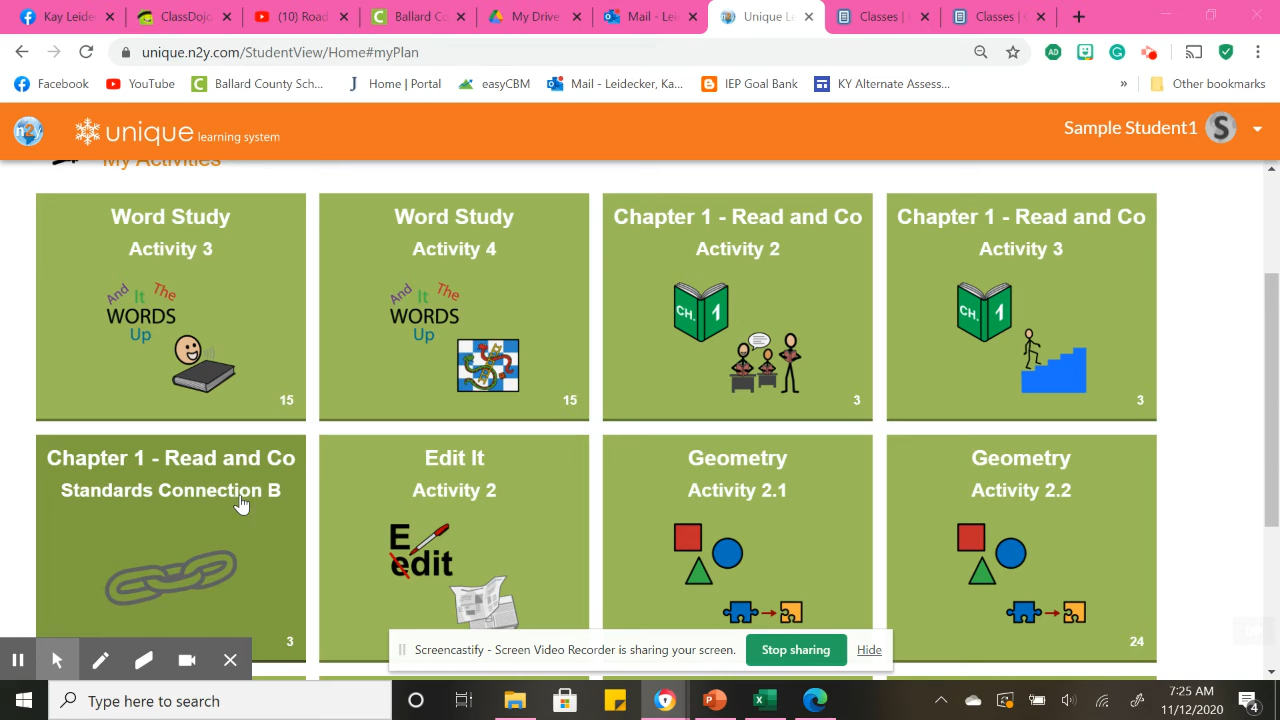 Kay Leide
ClassDojo
(10) Road
Ballard Co
My Drive
Mail - Lei
Unique Le
Classes |
Classes |
unique.n2y.com/StudentView/Home#myPlan
Facebook
YouTube
Ballard County Sch...
Home | Portal
easyCBM
Mail - Leidecker, Ka...
IEP Goal Bank
KY Alternate Assess...
»
Other bookmarks
n2y
unique learning system
Sample Student1
S
My Activities
Word Study
Activity 3
And It The
WORDS
Up
15
Word Study
Activity 4
And It The
WORDS
Up
15
Chapter 1 - Read and Co
Activity 2
CH. 1
3
Chapter 1 - Read and Co
Activity 3
CH. 1
3
Chapter 1 - Read and Co
Standards Connection B
3
Edit It
Activity 2
E
edit
Geometry
Activity 2.1
Geometry
Activity 2.2
24
Screencastify - Screen Video Recorder is sharing your screen.
Stop sharing
Hide
Type here to search
7:25 AM
11/12/2020
4